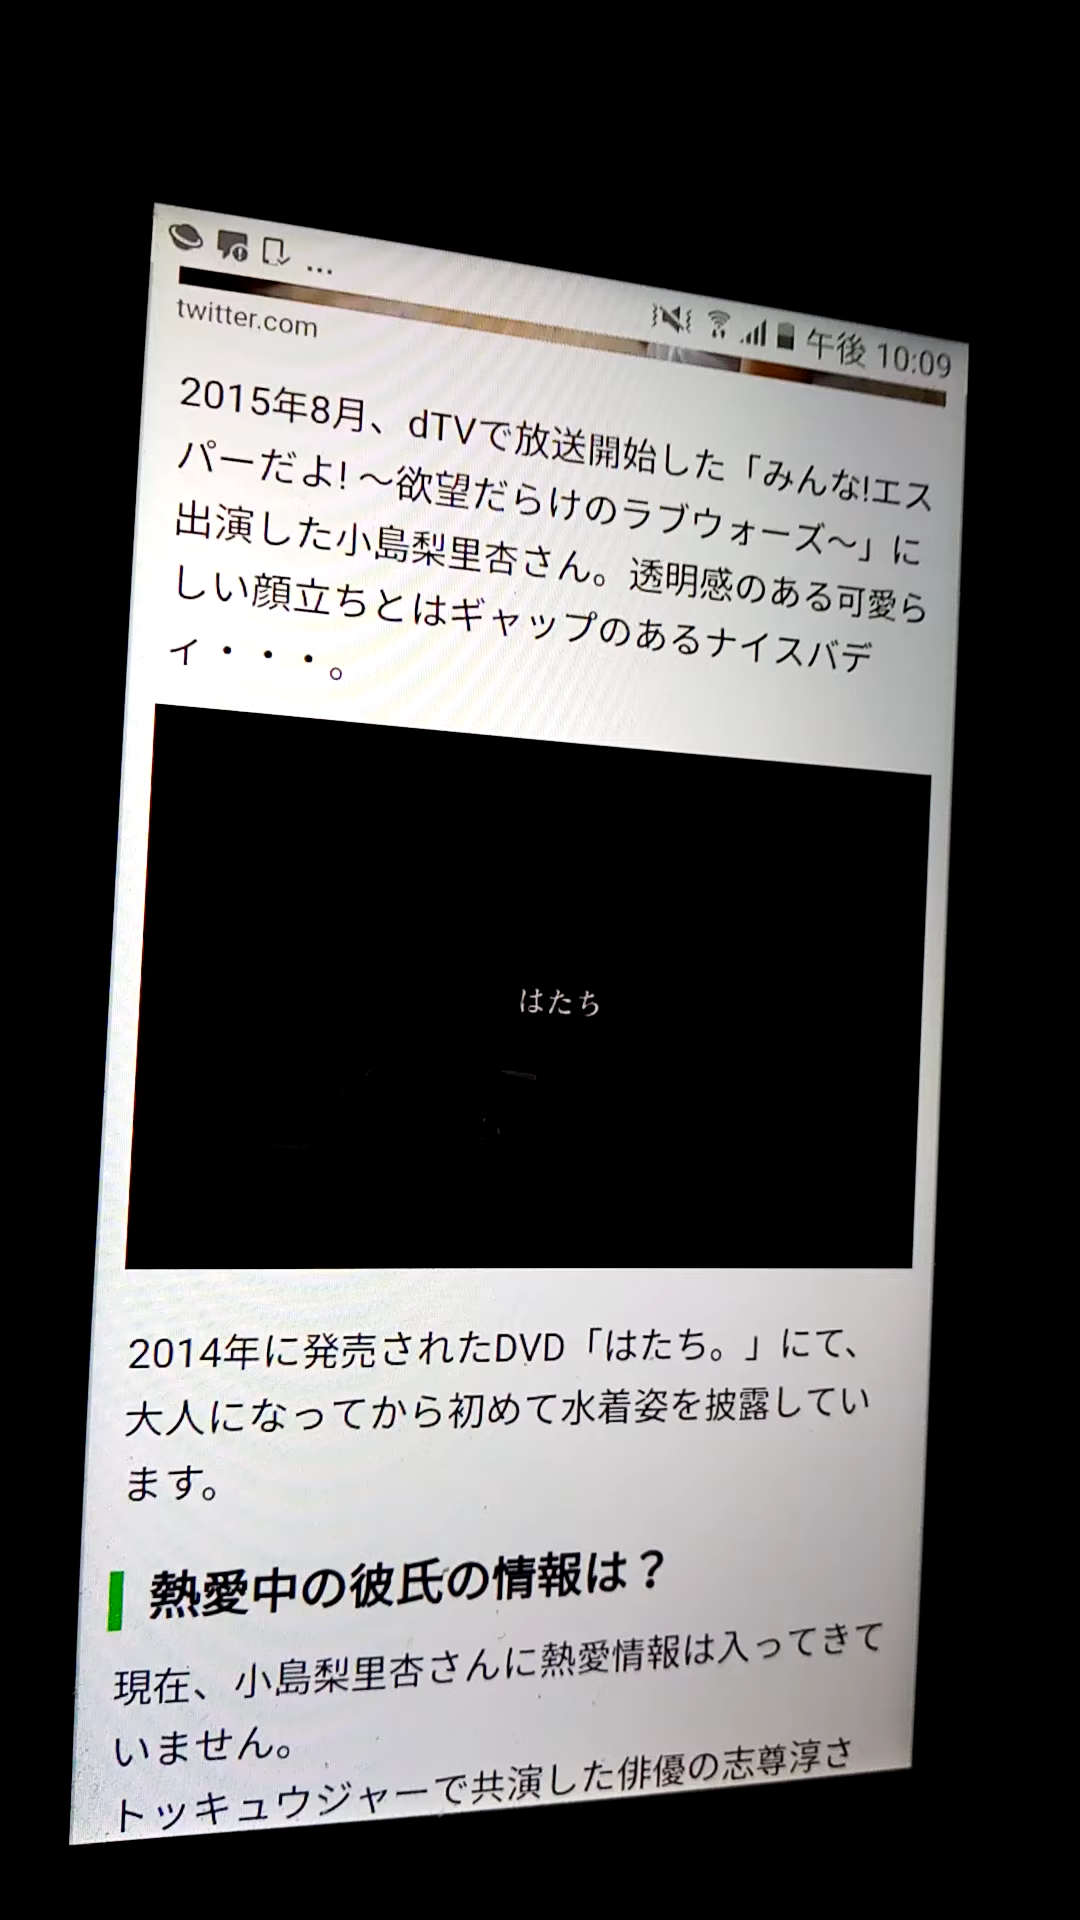 午後 10:09
twitter.com
2015年8月、dTVで放送開始した「みんな!エス
パーだよ! 〜欲望だらけのラブウォーズ〜」に
出演した小島梨里杏さん。透明感のある可愛ら
しい顔立ちとはギャップのあるナイスバデ
ィ・・・。
はたち
2014年に発売されたDVD「はたち。」にて、
大人になってから初めて水着姿を披露してい
ます。
熱愛中の彼氏の情報は？
現在、小島梨里杏さんに熱愛情報は入ってきて
いません。
トッキュウジャーで共演した俳優の志尊淳さ